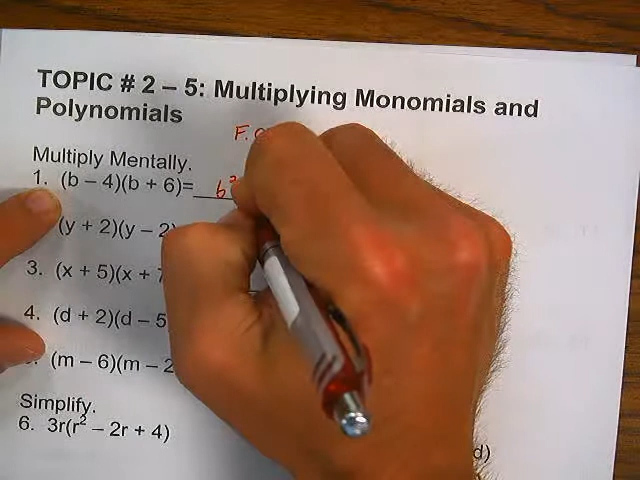 TOPIC # 2 – 5: Multiplying Monomials and
Polynomials
F.O
Multiply Mentally.
1. (b – 4)(b + 6)= b²
(y + 2)(y – 2)
3. (x + 5)(x + 7
4. (d + 2)(d – 5
(m – 6)(m – 2
Simplify.
6. 3r(r² – 2r + 4)
d)